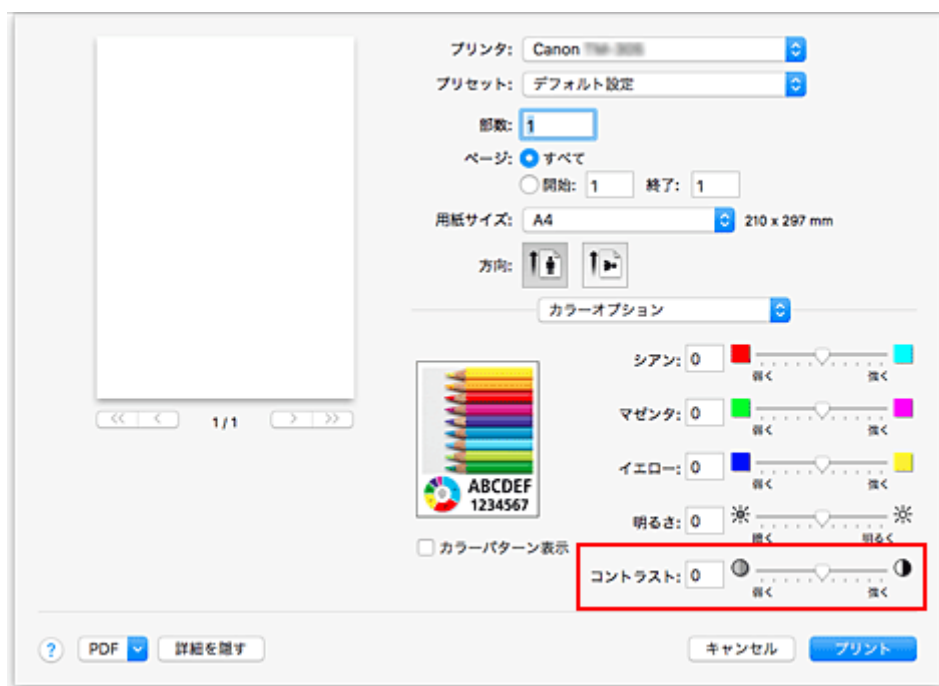 プリンタ: Canon
プリセット: デフォルト設定
部数: 1
ページ: すべて
開始: 1 終了: 1
用紙サイズ: A4 210 x 297 mm
方向:
カラーオプション
シアン: 0
弱く 強く
マゼンタ: 0
弱く 強く
イエロー: 0
弱く 強く
明るさ: 0
暗く 明るく
コントラスト: 0
弱く 強く
ABCDEF
1234567
カラーパターン表示
<< < 1 / 1 > >>
? PDF 詳細を隠す キャンセル プリント